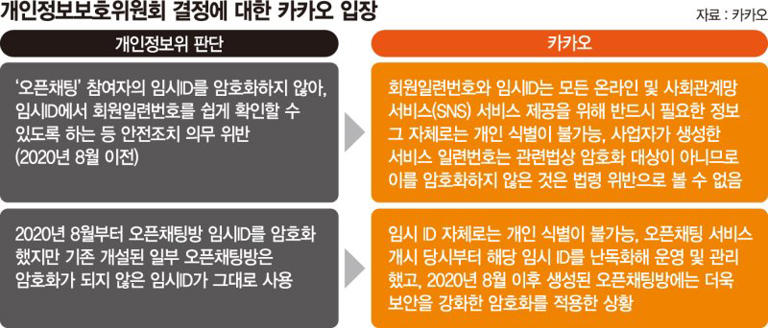 개인정보보호위원회 결정에 대한 카카오 입장
자료 : 카카오
개인정보위 판단
카카오
‘오픈채팅’ 참여자의 임시ID를 암호화하지 않아,
임시ID에서 회원일련번호를 쉽게 확인할 수
있도록 하는 등 안전조치 의무 위반
(2020년 8월 이전)
회원일련번호와 임시ID는 모든 온라인 및 사회관계망
서비스(SNS) 서비스 제공을 위해 반드시 필요한 정보
그 자체로는 개인 식별이 불가능, 사업자가 생성한
서비스 일련번호는 관련법상 암호화 대상이 아니므로
이를 암호화하지 않은 것은 법령 위반으로 볼 수 없음
2020년 8월부터 오픈채팅방 임시ID를 암호화
했지만 기존 개설된 일부 오픈채팅방은
암호화가 되지 않은 임시ID가 그대로 사용
임시 ID 자체로는 개인 식별이 불가능, 오픈채팅 서비스
개시 당시부터 해당 임시 ID를 난독화해 운영 및 관리
했고, 2020년 8월 이후 생성된 오픈채팅방에는 더욱
보안을 강화한 암호화를 적용한 상황